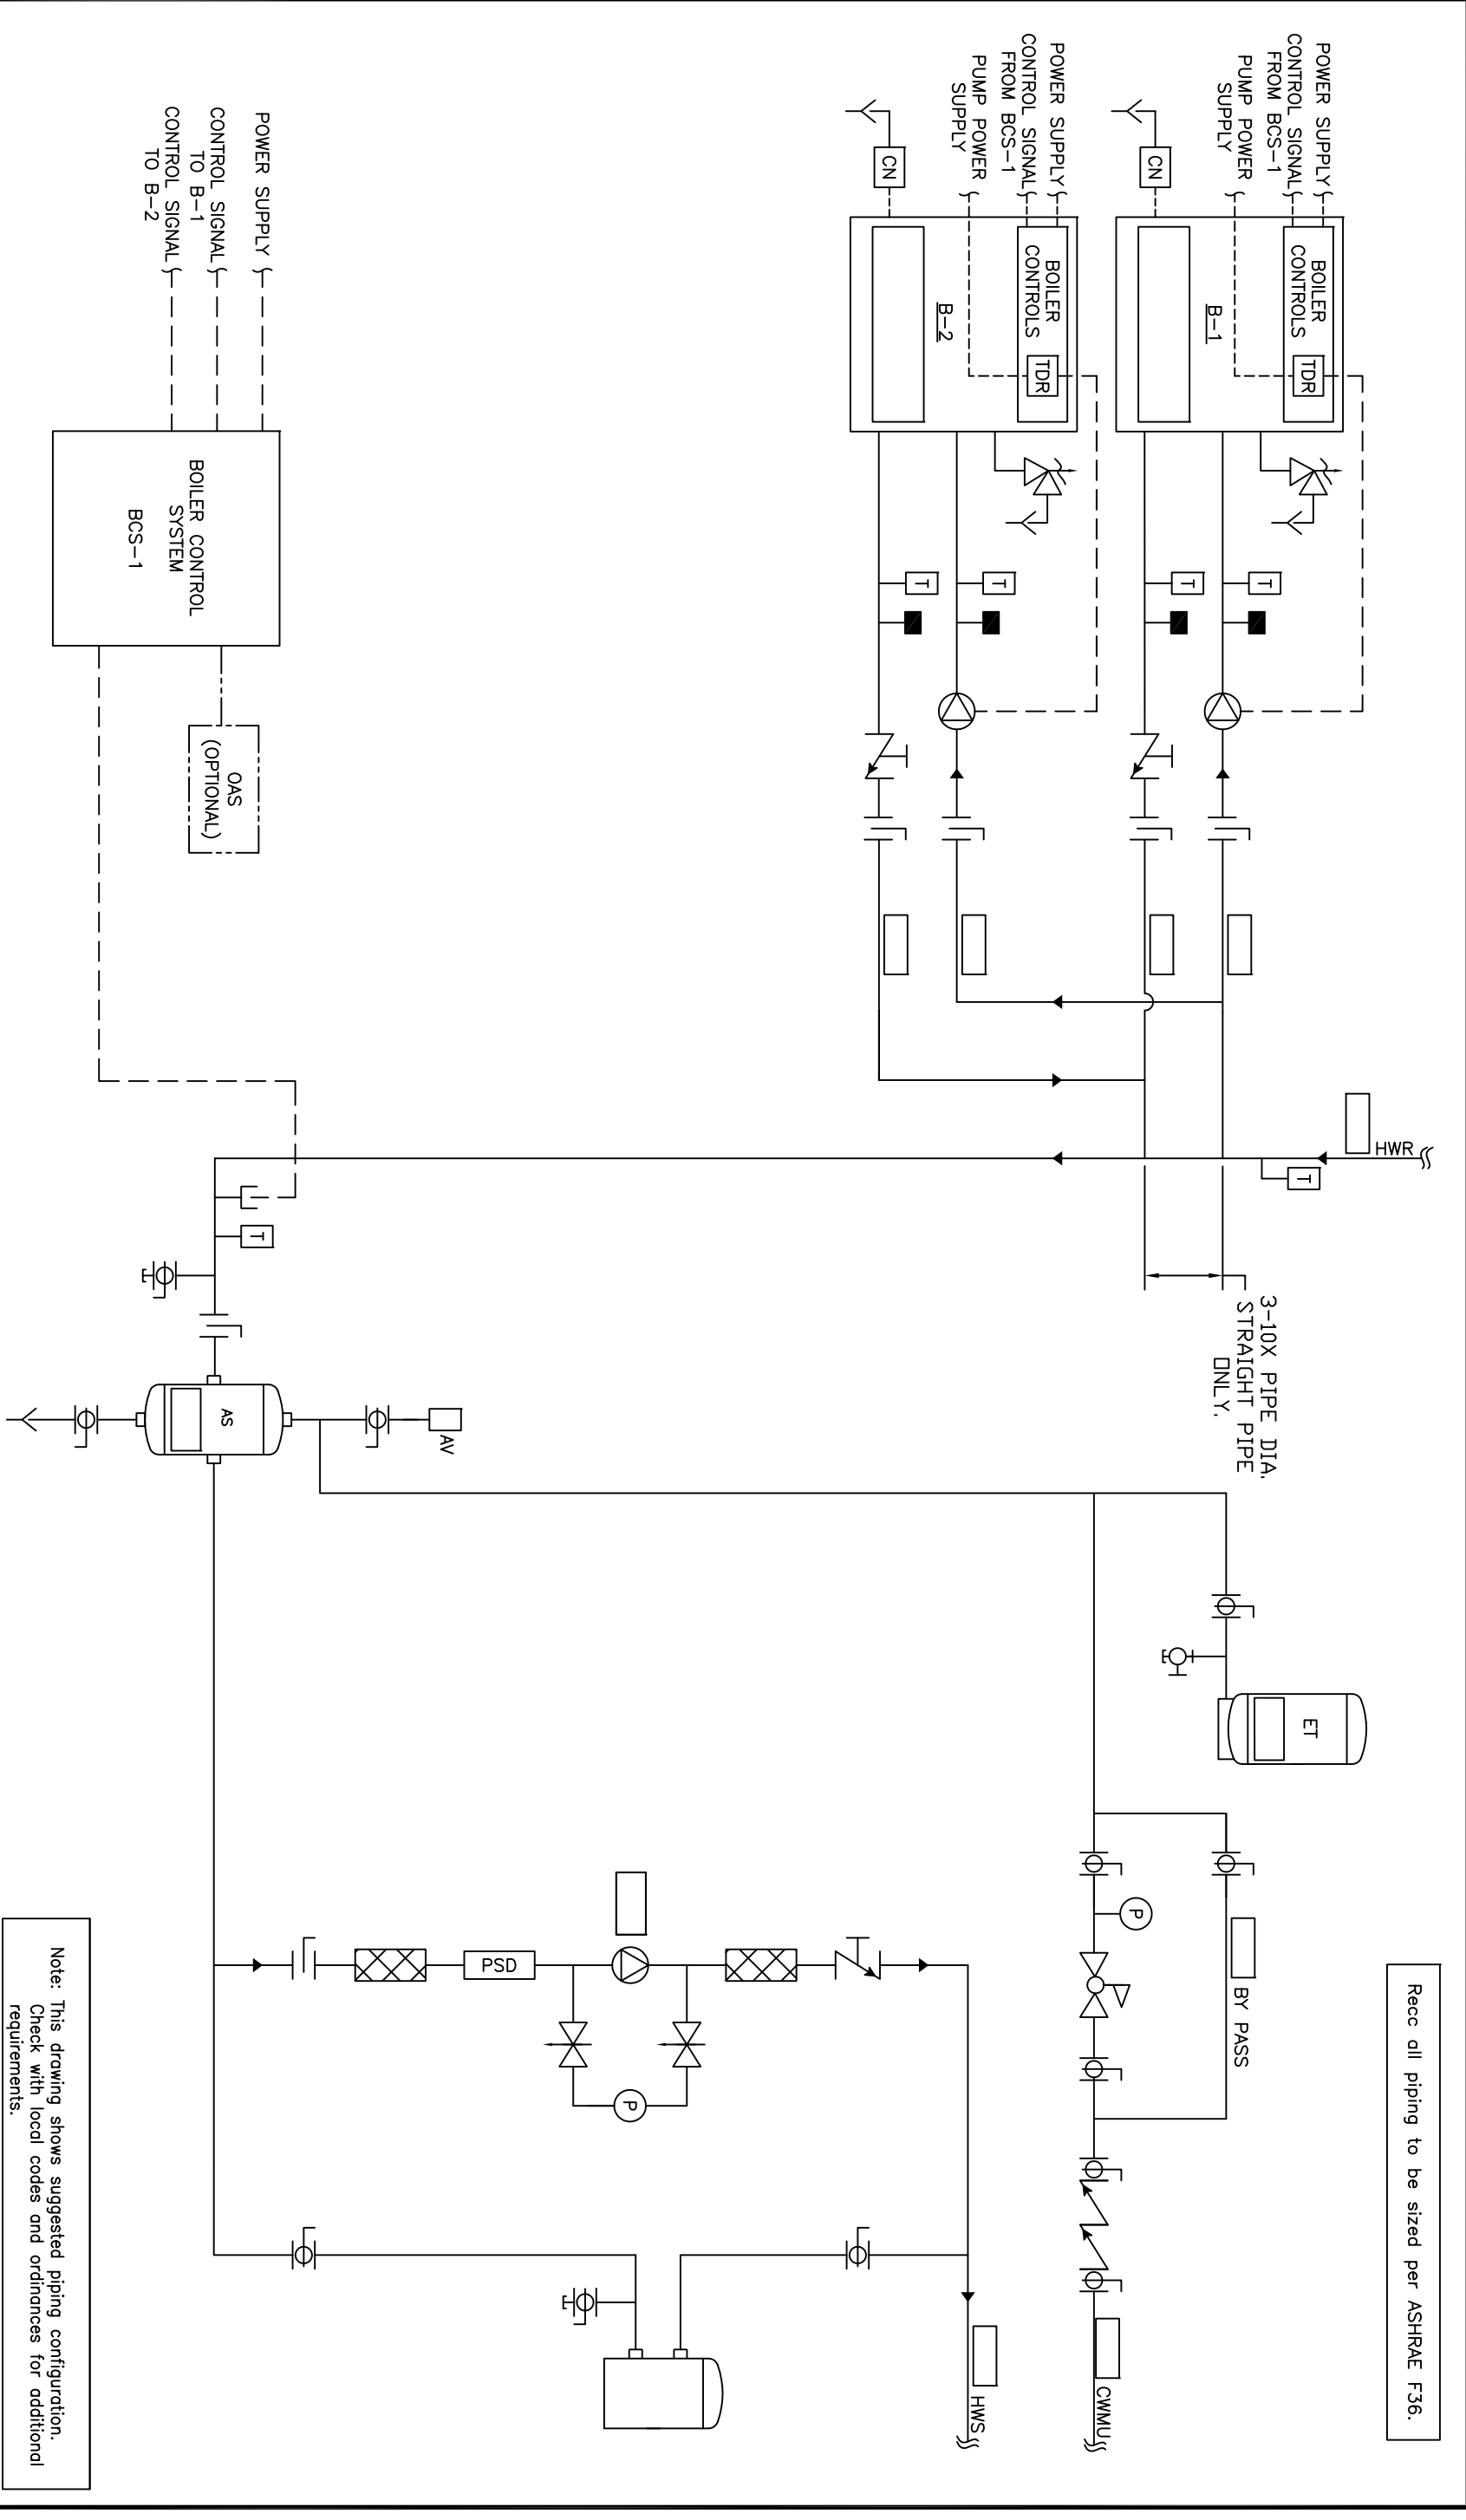 Recc all piping to be sized per ASHRAE F36.
POWER SUPPLY
CONTROL SIGNAL
FROM BCS-1
PUMP POWER
SUPPLY
CN
BOILER
CONTROLS
TDR
B-1
T
T
HWR
T
3-10X PIPE DIA.
STRAIGHT PIPE
ONLY.
ET
BY PASS
P
CWMU
POWER SUPPLY
CONTROL SIGNAL
FROM BCS-1
PUMP POWER
SUPPLY
CN
BOILER
CONTROLS
TDR
B-2
T
T
HWS
P
PSD
AV
AS
T
POWER SUPPLY
CONTROL SIGNAL
TO B-1
CONTROL SIGNAL
TO B-2
BOILER CONTROL
SYSTEM
BCS-1
OAS
(OPTIONAL)
Note: This drawing shows suggested piping configuration.
Check with local codes and ordinances for additional
requirements.